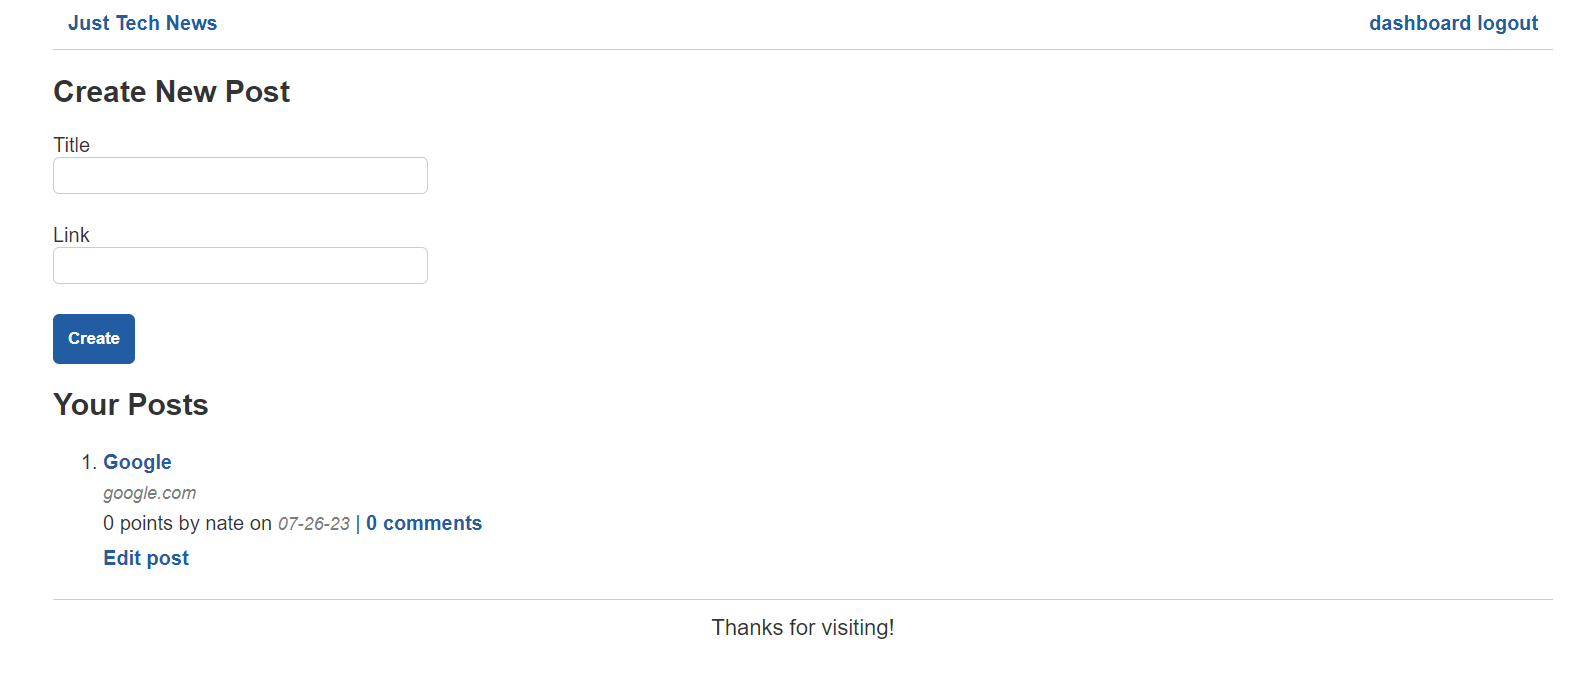 Just Tech News dashboard logout
Create New Post
Title
Link
Create
Your Posts
1. Google
google.com
0 points by nate on 07-26-23 | 0 comments
Edit post
Thanks for visiting!